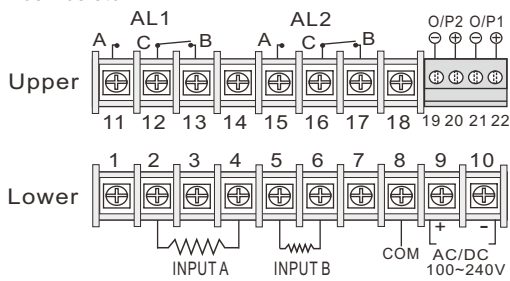 AL1 AL2 O/P2 O/P1
A C B A C B ⊖ ⊕ ⊖ ⊕
Upper
11 12 13 14 15 16 17 18 19 20 21 22
1 2 3 4 5 6 7 8 9 10
Lower
+ -
INPUT A INPUT B COM AC/DC
100~240V